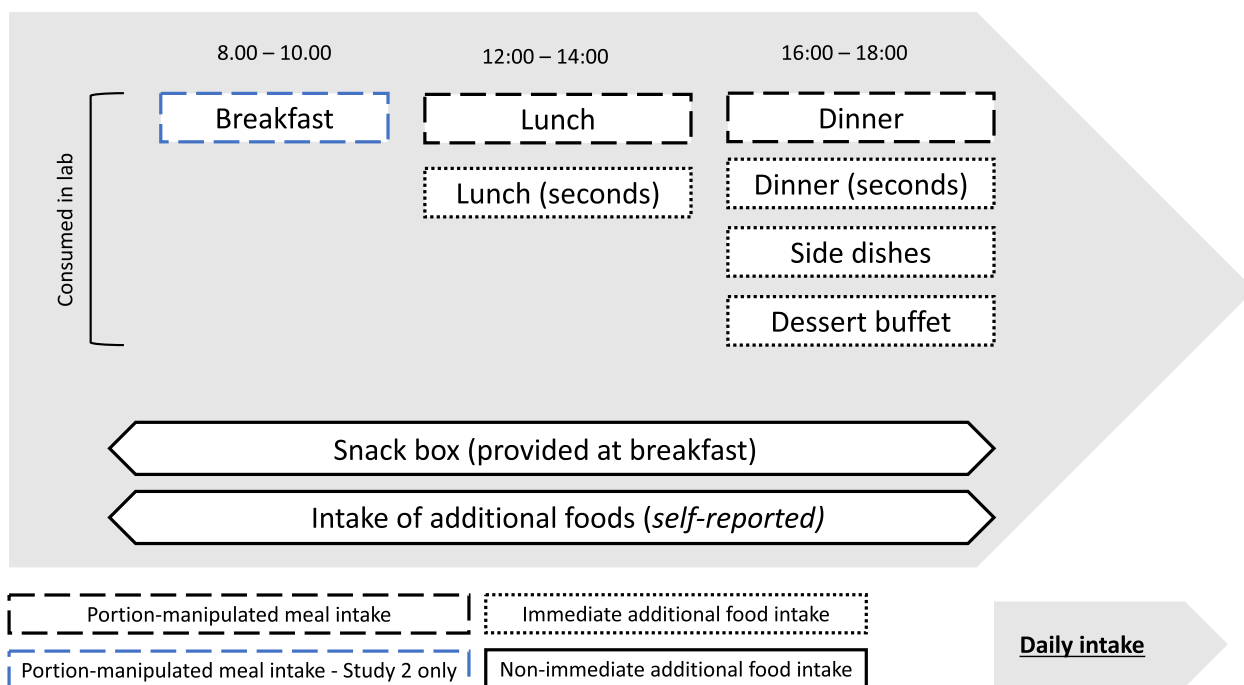 8.00 – 10.00
12:00 – 14:00
16:00 – 18:00
Consumed in lab
Breakfast
Lunch
Dinner
Lunch (seconds)
Dinner (seconds)
Side dishes
Dessert buffet
Snack box (provided at breakfast)
Intake of additional foods (self-reported)
Portion-manipulated meal intake
Immediate additional food intake
Portion-manipulated meal intake - Study 2 only
Non-immediate additional food intake
Daily intake